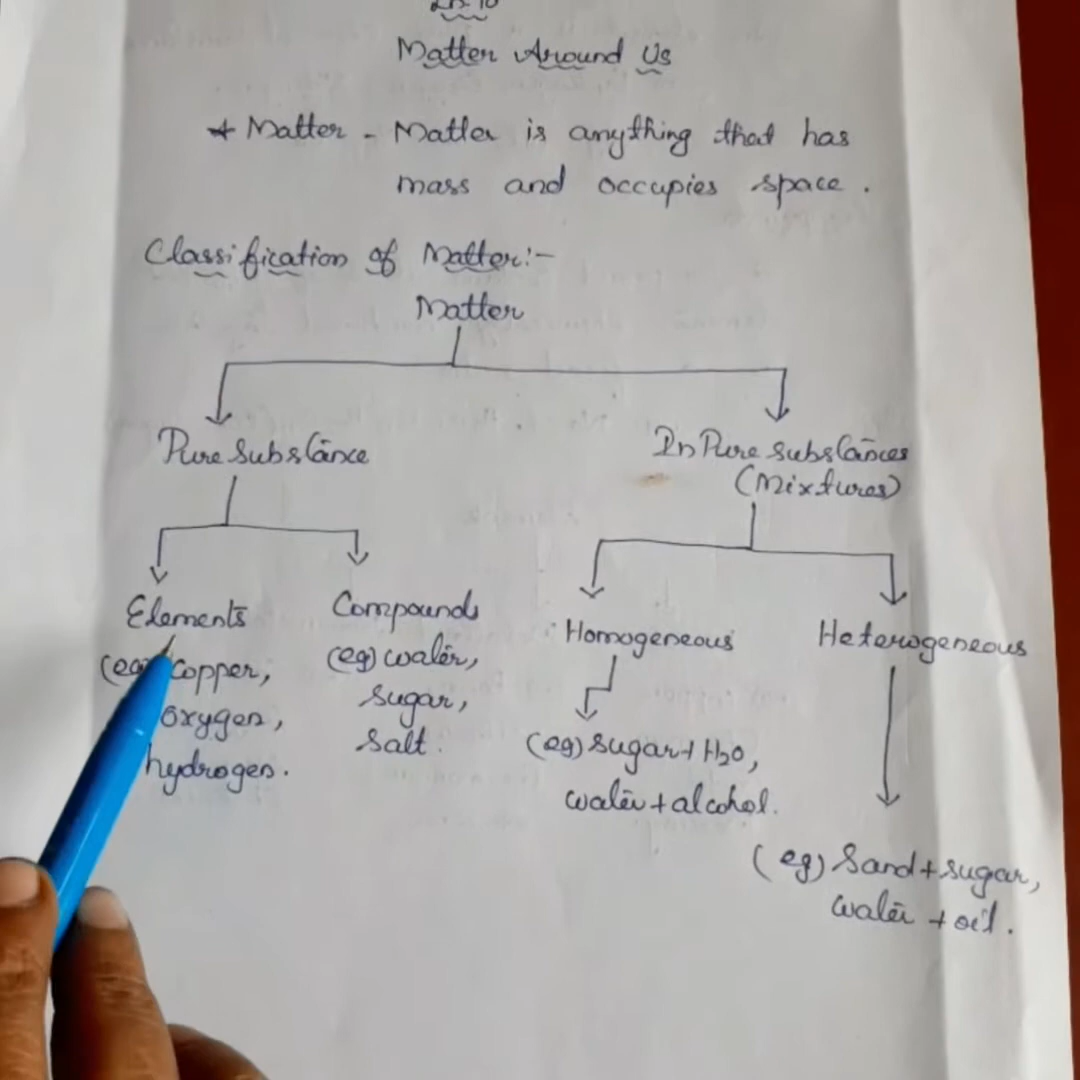 Matter Around Us
* Matter - Matter is anything that has
mass and occupies space.
Classification of Matter:-
Matter
Pure Substance
InPure Substances
(Mixtures)
Elements
(eg) Copper,
oxygen,
hydrogen.
Compounds
(eg) water,
sugar,
Salt.
Homogeneous
(eg) Sugar + H2O,
water + alcohol.
Heterogeneous
(eg) Sand + sugar,
water + oil.